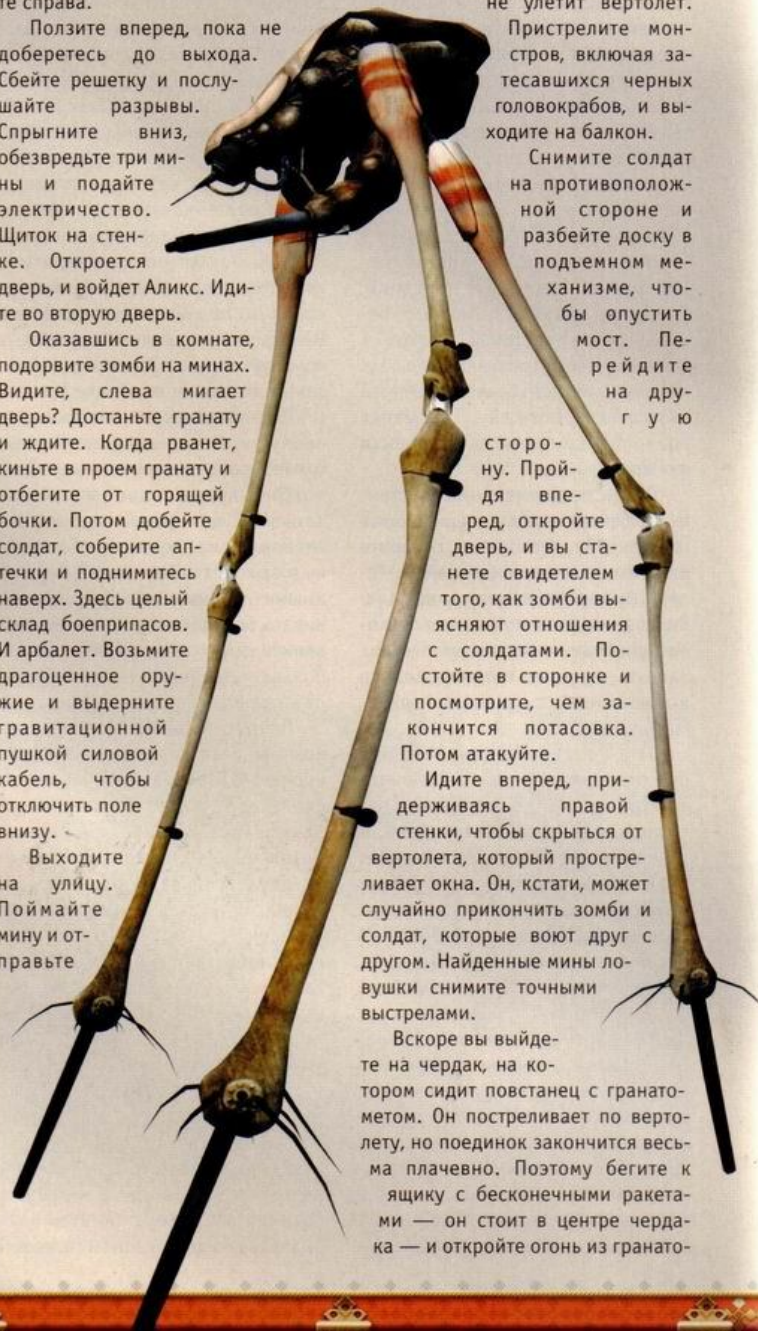 те справа.
Ползите вперед, пока не
доберетесь до выхода.
Сбейте решетку и послу-
шайте разрывы.
Спрыгните вниз,
обезвредьте три ми-
ны и подайте
электричество.
Щиток на стен-
ке. Откроется
дверь, и войдет Аликс. Иди-
те во вторую дверь.
Оказавшись в комнате,
подорвите зомби на минах.
Видите, слева мигает
дверь? Достаньте гранату
и ждите. Когда рванет,
киньте в проем гранату и
отбегите от горящей
бочки. Потом добейте
солдат, соберите ап-
течки и поднимитесь
наверх. Здесь целый
склад боеприпасов.
И арбалет. Возьмите
драгоценное ору-
жие и выдерните
гравитационной
пушкой силовой
кабель, чтобы
отключить поле
внизу.
Выходите
на улицу.
Поймайте
мину и от-
правьте
не улетит вертолет.
Пристрелите мон-
стров, включая за-
тесавшихся черных
головокрабов, и вы-
ходите на балкон.
Снимите солдат
на противополож-
ной стороне и
разбейте доску в
подъемном ме-
ханизме, что-
бы опустить
мост. Пе-
рейдите
на дру-
гую
сторо-
ну. Прой-
дя впе-
ред, откройте
дверь, и вы ста-
нете свидетелем
того, как зомби вы-
ясняют отношения
с солдатами. По-
стойте в сторонке и
посмотрите, чем за-
кончится потасовка.
Потом атакуйте.
Идите вперед, при-
держиваясь правой
стенки, чтобы скрыться от
вертолета, который простре-
ливает окна. Он, кстати, может
случайно прикончить зомби и
солдат, которые воют друг с
другом. Найденные мины ло-
вушки снимите точными
выстрелами.
Вскоре вы выйде-
те на чердак, на ко-
тором сидит повстанец с гранато-
метом. Он постреливает по верто-
лету, но поединок закончится весь-
ма плачевно. Поэтому бегите к
ящику с бесконечными ракета-
ми — он стоит в центре черда-
ка — и откройте огонь из гранато-